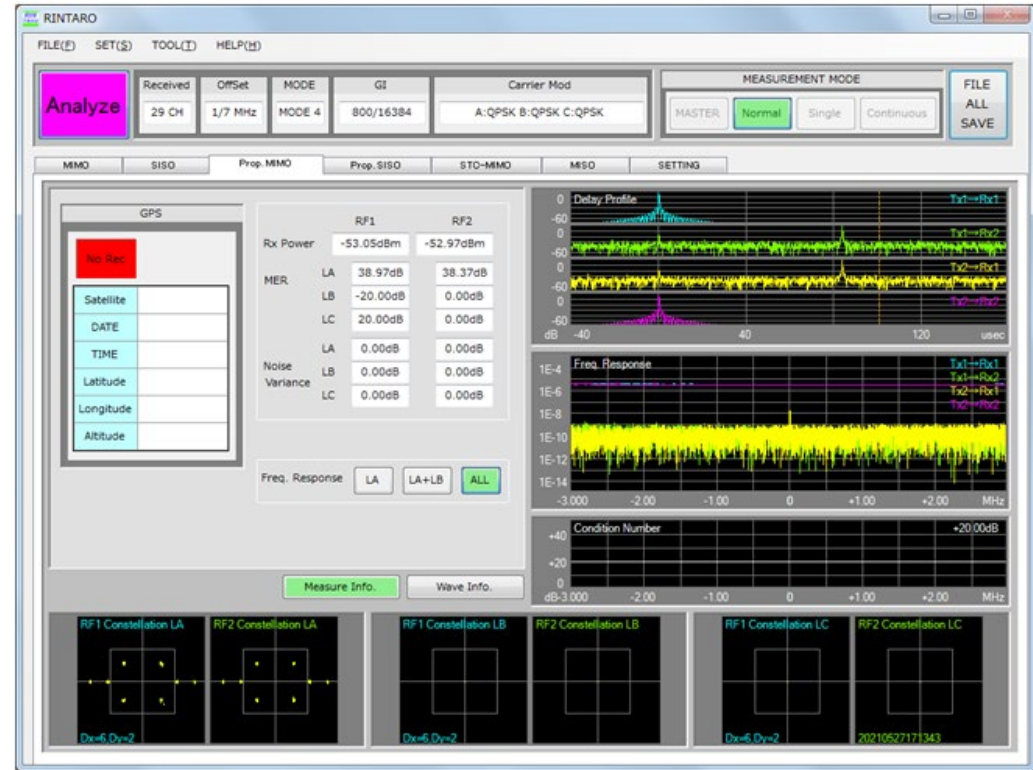 RINTARO
FILE(F) SET(S) TOOL(T) HELP(H)
Analyze
Received OffSet MODE GI Carrier Mod
29 CH 1/7 MHz MODE 4 800/16384 A:QPSK B:QPSK C:QPSK
MEASUREMENT MODE
MASTER Normal Single Continuous
FILE
ALL
SAVE
MIMO SISO Prop.MIMO Prop.SISO STO-MIMO MISO SETTING
GPS
No Rec
Satellite
DATE
TIME
Latitude
Longitude
Altitude
RF1 RF2
Rx Power -53.05dBm -52.97dBm
MER
LA 38.97dB 38.37dB
LB -20.00dB 0.00dB
LC 20.00dB 0.00dB
Noise
Variance
LA 0.00dB 0.00dB
LB 0.00dB 0.00dB
LC 0.00dB 0.00dB
Freq. Response LA LA+LB ALL
Measure Info. Wave Info.
Delay Profile
0 Tx1→Rx1
-60
0 Tx1→Rx2
-60
0 Tx2→Rx1
-60
0 Tx2→Rx2
-60
dB -40 40 120 usec
Freq. Response
Tx1→Rx1
Tx1→Rx2
Tx2→Rx1
Tx2→Rx2
1E-4
1E-6
1E-8
1E-10
1E-12
1E-14
-3.000 -2.00 -1.00 0 +1.00 +2.00 MHz
Condition Number +20.00dB
+40
+20
0
dB-3.000 -2.00 -1.00 0 +1.00 +2.00 MHz
RF1 Constellation LA RF2 Constellation LA
Dx=6,Dy=2
RF1 Constellation LB RF2 Constellation LB
Dx=6,Dy=2
RF1 Constellation LC RF2 Constellation LC
Dx=6,Dy=2 20210527171343